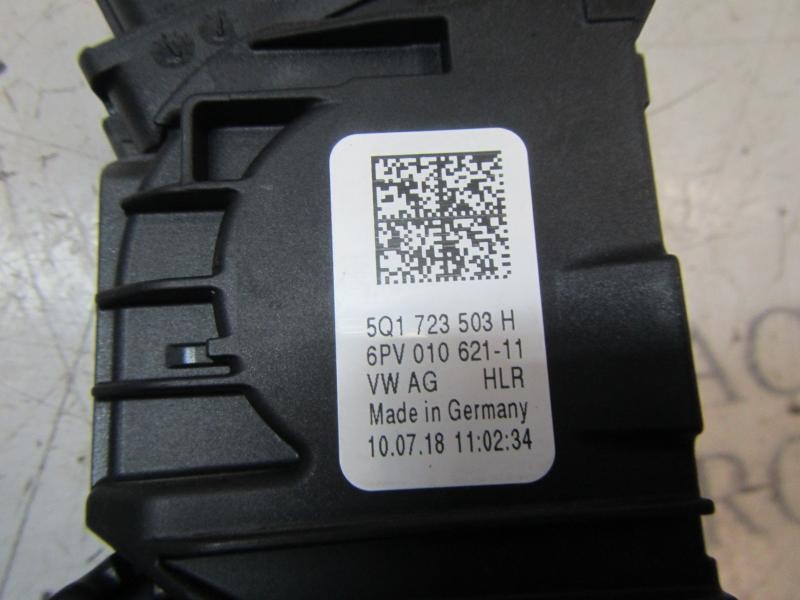 5Q1 723 503 H
6PV 010 621-11
VW AG HLR
Made in Germany
10.07.18 11:02:34